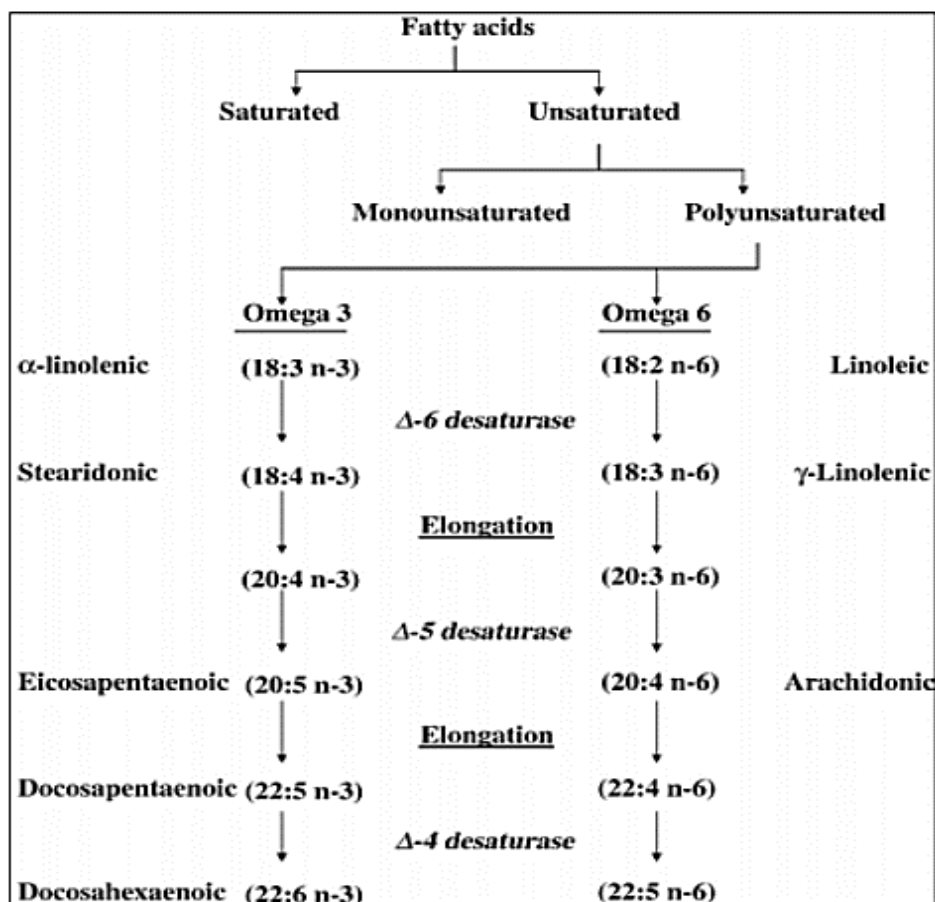 Fatty acids
Saturated Unsaturated
Monounsaturated Polyunsaturated
Omega 3 Omega 6
α-linolenic (18:3 n-3) (18:2 n-6) Linoleic
Δ-6 desaturase
Stearidonic (18:4 n-3) (18:3 n-6) γ-Linolenic
Elongation
(20:4 n-3) (20:3 n-6)
Δ-5 desaturase
Eicosapentaenoic (20:5 n-3) (20:4 n-6) Arachidonic
Elongation
Docosapentaenoic (22:5 n-3) (22:4 n-6)
Δ-4 desaturase
Docosahexaenoic (22:6 n-3) (22:5 n-6)